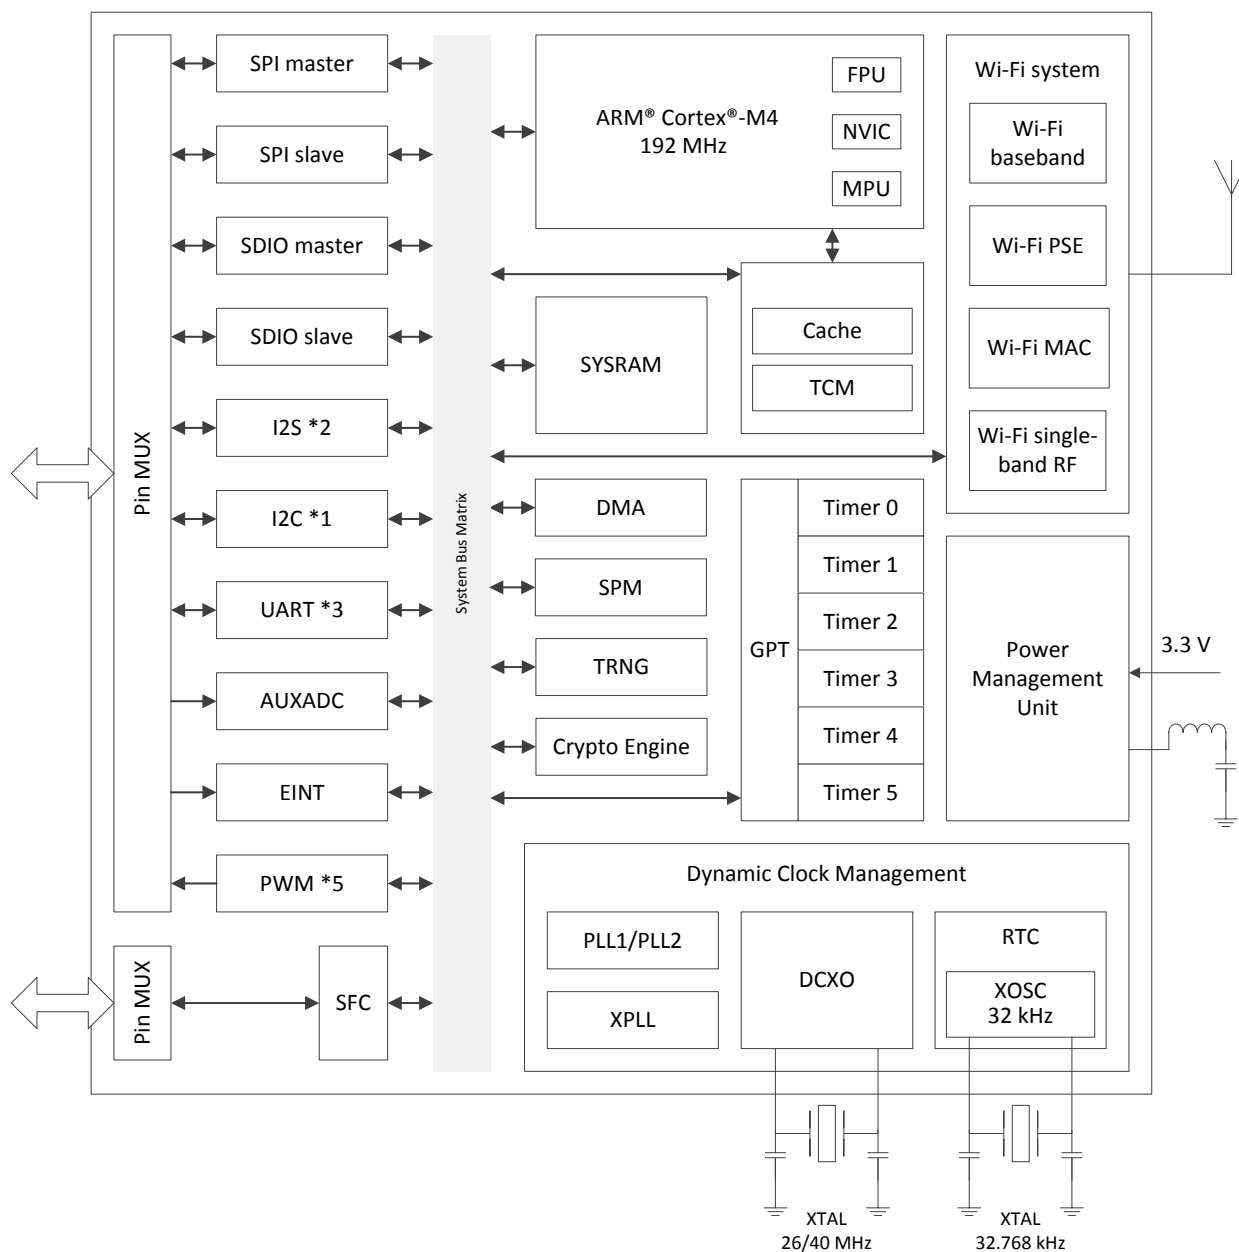 Pin MUX
SPI master
SPI slave
SDIO master
SDIO slave
I2S *2
I2C *1
UART *3
AUXADC
EINT
PWM *5
Pin MUX
SFC
System Bus Matrix
ARM® Cortex®-M4
192 MHz
FPU
NVIC
MPU
SYSRAM
Cache
TCM
DMA
SPM
TRNG
Crypto Engine
GPT
Timer 0
Timer 1
Timer 2
Timer 3
Timer 4
Timer 5
Wi-Fi system
Wi-Fi
baseband
Wi-Fi PSE
Wi-Fi MAC
Wi-Fi single-
band RF
Power
Management
Unit
3.3 V
Dynamic Clock Management
PLL1/PLL2
XPLL
DCXO
RTC
XOSC
32 kHz
XTAL
26/40 MHz
XTAL
32.768 kHz